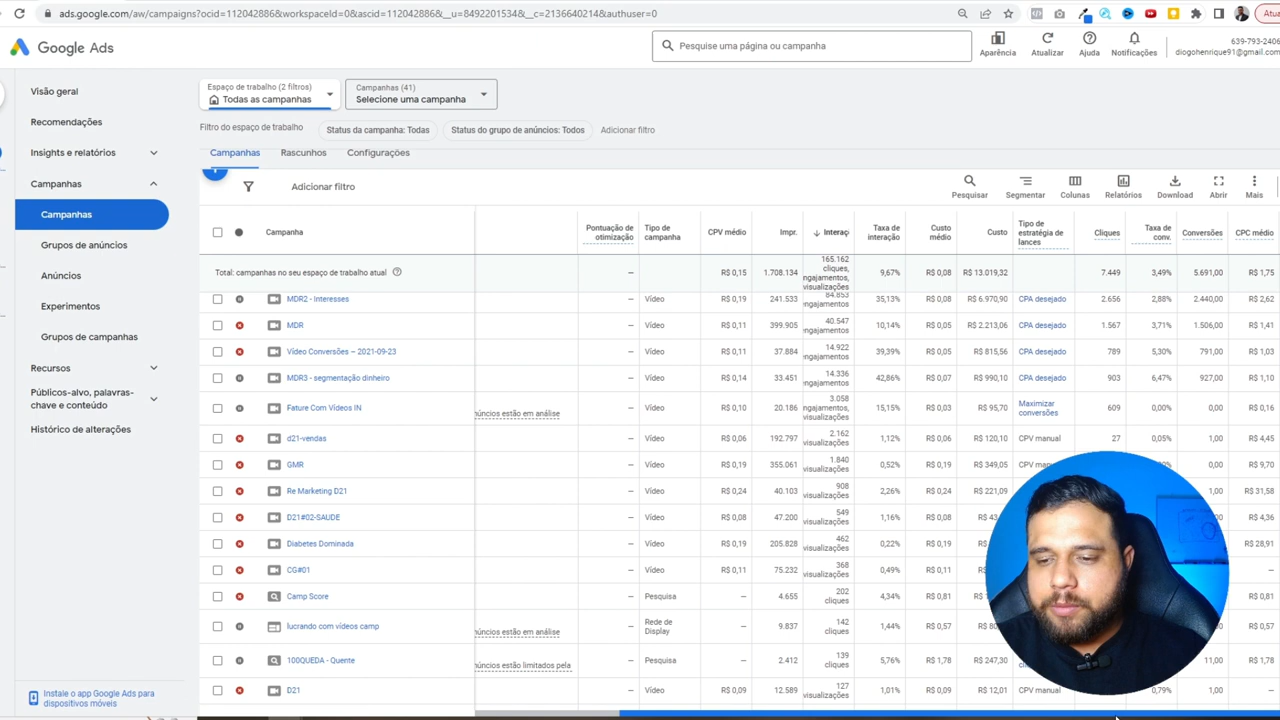 ads.google.com/aw/campaigns?ocid=112042886&workspaceId=0&ascid=112042886&__u=8492201534&__c=2136640214&authuser=0
Google Ads
Pesquise uma página ou campanha
Aparência
Atualizar
Ajuda
Notificações
639-793-2406
diogohenrique91@gmail.com
Visão geral
Recomendações
Insights e relatórios
Campanhas
Campanhas
Grupos de anúncios
Anúncios
Experimentos
Grupos de campanhas
Recursos
Públicos-alvo, palavras-
chave e conteúdo
Histórico de alterações
Instale o app Google Ads para
dispositivos móveis
Espaço de trabalho (2 filtros)
Todas as campanhas
Campanhas (41)
Selecione uma campanha
Filtro do espaço de trabalho
Status da campanha: Todas
Status do grupo de anúncios: Todos
Adicionar filtro
Campanhas
Rascunhos
Configurações
Adicionar filtro
Pesquisar
Segmentar
Colunas
Relatórios
Download
Abrir
Mais
Campanha
Pontuação de
otimização
Tipo de
campanha
CPV médio
Impr.
Interaç
Taxa de
interação
Custo
médio
Custo
Tipo de
estratégia de
lances
Cliques
Taxa de
conv.
Conversões
CPC médio
Total: campanhas no seu espaço de trabalho atual — R$ 0,15 1.708.134 165.162 9,67% R$ 0,08 R$ 13.019,32 7.449 3,49% 5.691,00 R$ 1,75
cliques,
ngajamentos,
visualizações
MDR2 - Interesses — Vídeo R$ 0,19 241.533 84.853 35,13% R$ 0,08 R$ 6.970,90 CPA desejado 2.656 2,88% 2.440,00 R$ 2,62
ngajamentos
MDR — Vídeo R$ 0,11 399.905 40.547 10,14% R$ 0,05 R$ 2.213,06 CPA desejado 1.567 3,71% 1.506,00 R$ 1,41
ngajamentos
Vídeo Conversões – 2021-09-23 — Vídeo R$ 0,11 37.884 14.922 39,39% R$ 0,05 R$ 815,56 CPA desejado 789 5,30% 791,00 R$ 1,03
ngajamentos
MDR3 - segmentação dinheiro — Vídeo R$ 0,14 33.451 14.336 42,86% R$ 0,07 R$ 990,10 CPA desejado 903 6,47% 927,00 R$ 1,10
ngajamentos
Fature Com Vídeos IN núncios estão em análise — Vídeo R$ 0,10 20.186 3.058 15,15% R$ 0,03 R$ 95,70 Maximizar conversões 609 0,00% 0,00 R$ 0,16
ngajamentos,
visualizações
d21-vendas — Vídeo R$ 0,06 192.797 2.162 1,12% R$ 0,06 R$ 120,10 CPV manual 27 0,05% 1,00 R$ 4,45
visualizações
GMR — Vídeo R$ 0,19 355.061 1.840 0,52% R$ 0,19 R$ 349,05 CPV 0,00 R$ 9,70
visualizações
Re Marketing D21 — Vídeo R$ 0,24 40.103 908 2,26% R$ 0,24 R$ 221,09 1,00 R$ 31,58
visualizações
D21#02-SAUDE — Vídeo R$ 0,08 47.200 549 1,16% R$ 0,08 R$ 43 R$ 4,36
visualizações
Diabetes Dominada — Vídeo R$ 0,19 205.828 462 0,22% R$ 0,19 R$ R$ 28,91
visualizações
CG#01 — Vídeo R$ 0,11 75.232 368 0,49% R$ 0,11 R$ —
visualizações
Camp Score — Pesquisa — 4.655 202 4,34% R$ 0,81 R$ R$ 0,81
cliques
lucrando com vídeos camp núncios estão em análise — Rede de Display — 9.837 142 1,44% R$ 0,57 R$ R$ 0,57
cliques
100QUEDA - Quente núncios estão limitados pela — Pesquisa — 2.412 139 5,76% R$ 1,78 R$ 247,30 11,00 R$ 1,78
cliques
D21 — Vídeo R$ 0,09 12.589 127 1,01% R$ 0,09 R$ 12,01 CPV manual 0,79% 1,00
visualizações